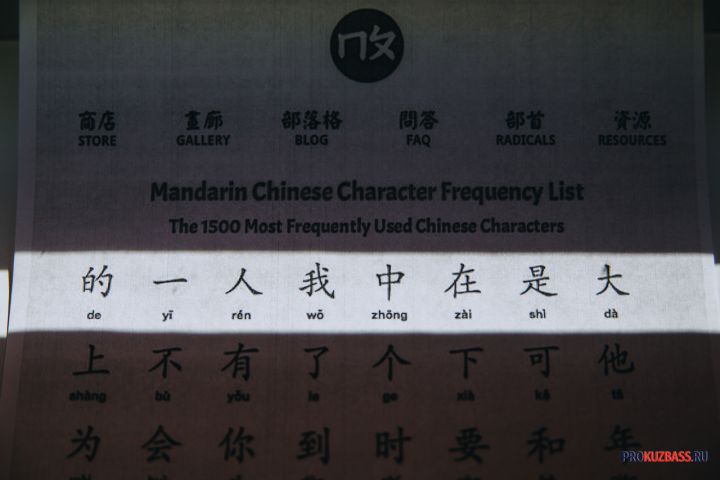 商店 畫廊 部落格 問答 部首 資源
STORE GALLERY BLOG FAQ RADICALS RESOURCES
Mandarin Chinese Character Frequency List
The 1500 Most Frequently Used Chinese Characters
的 一 人 我 中 在 是 大
de yī rén wǒ zhōng zài shì dà
上 不 有 了 个 下 可 他
shàng bù yǒu le ge xià kě tā
为 会 你 到 时 要 和 年
PROKUZBASS.RU